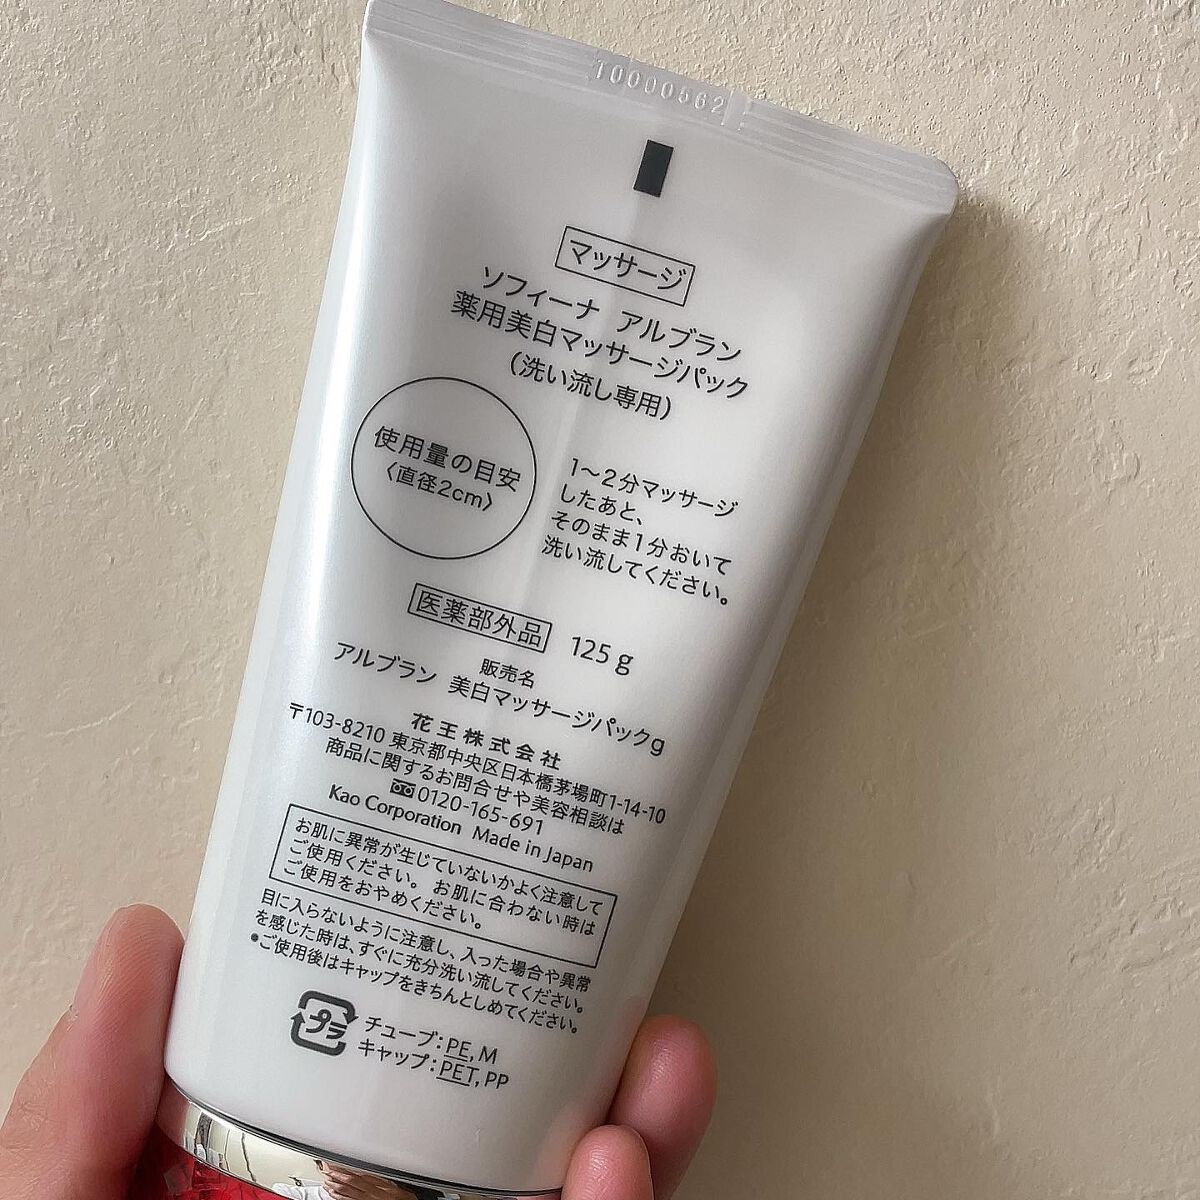 10000562
マッサージ
ソフィーナ アルブラン
薬用美白マッサージパック
(洗い流し専用)
使用量の目安
〈直径2cm〉
1〜2分マッサージ
したあと、
そのまま1分おいて
洗い流してください。
医薬部外品 125g
販売名
アルブラン 美白マッサージパックg
花王株式会社
〒103-8210 東京都中央区日本橋茅場町1-14-10
商品に関するお問合せや美容相談は
0120-165-691
Kao Corporation Made in Japan
お肌に異常が生じていないかよく注意して
ご使用ください。お肌に合わない時は
ご使用をおやめください。
目に入らないように注意し、入った場合や異常
を感じた時は、すぐに充分洗い流してください。
●ご使用後はキャップをきちんとしめてください。
プラ
チューブ:PE, M
キャップ:PET, PP